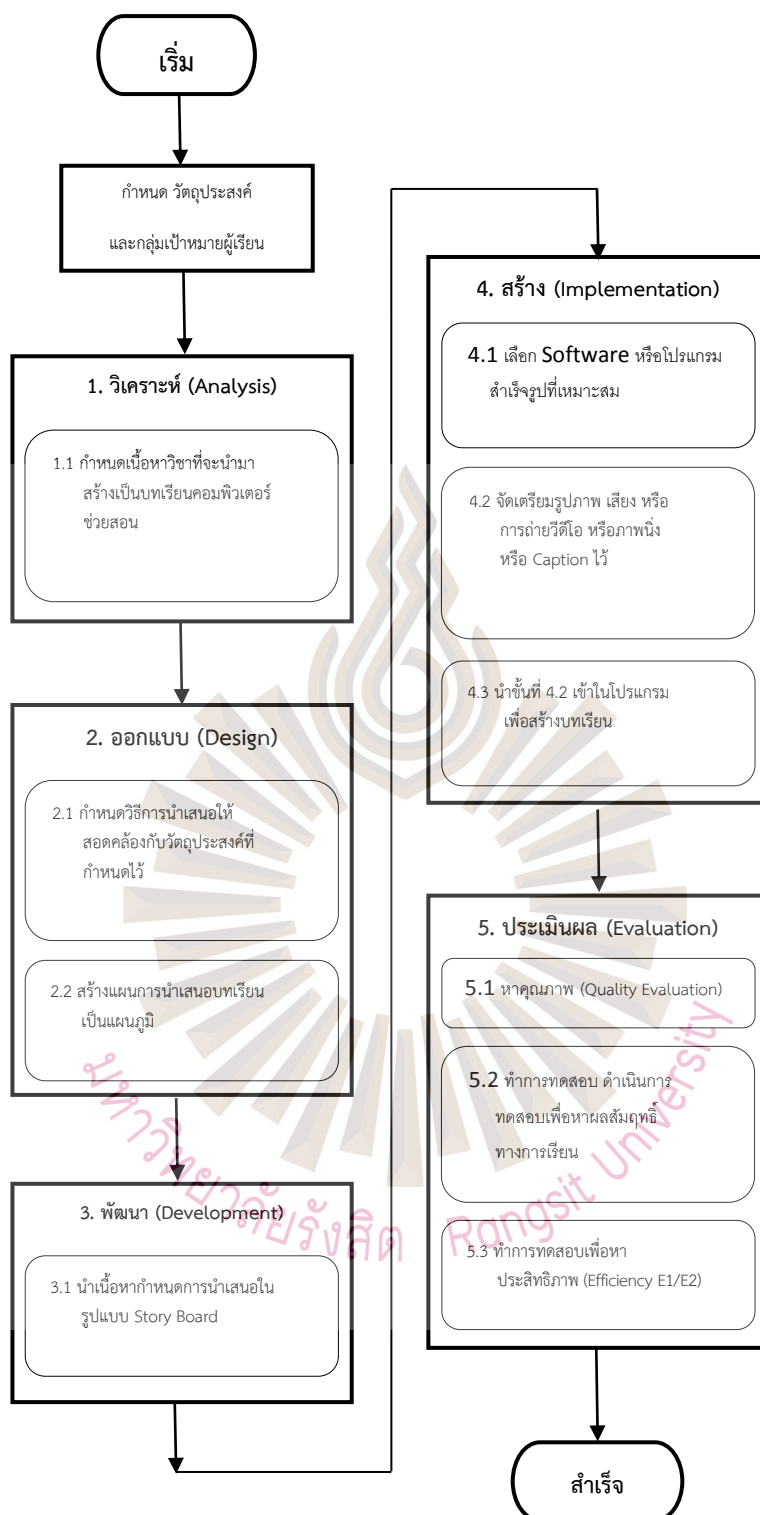 เริ่ม
กำหนด วัตถุประสงค์
และกลุ่มเป้าหมายผู้เรียน
1. วิเคราะห์ (Analysis)
1.1 กำหนดเนื้อหาวิชาที่จะนำมา
สร้างเป็นบทเรียนคอมพิวเตอร์
ช่วยสอน
2. ออกแบบ (Design)
2.1 กำหนดวิธีการนำเสนอให้
สอดคล้องกับวัตถุประสงค์ที่
กำหนดไว้
2.2 สร้างแผนการนำเสนอบทเรียน
เป็นแผนภูมิ
3. พัฒนา (Development)
3.1 นำเนื้อหากำหนดการนำเสนอใน
รูปแบบ Story Board
4. สร้าง (Implementation)
4.1 เลือก Software หรือโปรแกรม
สำเร็จรูปที่เหมาะสม
4.2 จัดเตรียมรูปภาพ เสียง หรือ
การถ่ายวีดีโอ หรือภาพนิ่ง
หรือ Caption ไว้
4.3 นำขั้นที่ 4.2 เข้าในโปรแกรม
เพื่อสร้างบทเรียน
5. ประเมินผล (Evaluation)
5.1 หาคุณภาพ (Quality Evaluation)
5.2 ทำการทดสอบ ดำเนินการ
ทดสอบเพื่อหาผลสัมฤทธิ์
ทางการเรียน
5.3 ทำการทดสอบเพื่อหา
ประสิทธิภาพ (Efficiency E1/E2)
สำเร็จ
มหาวิทยาลัยรังสิต Rangsit University